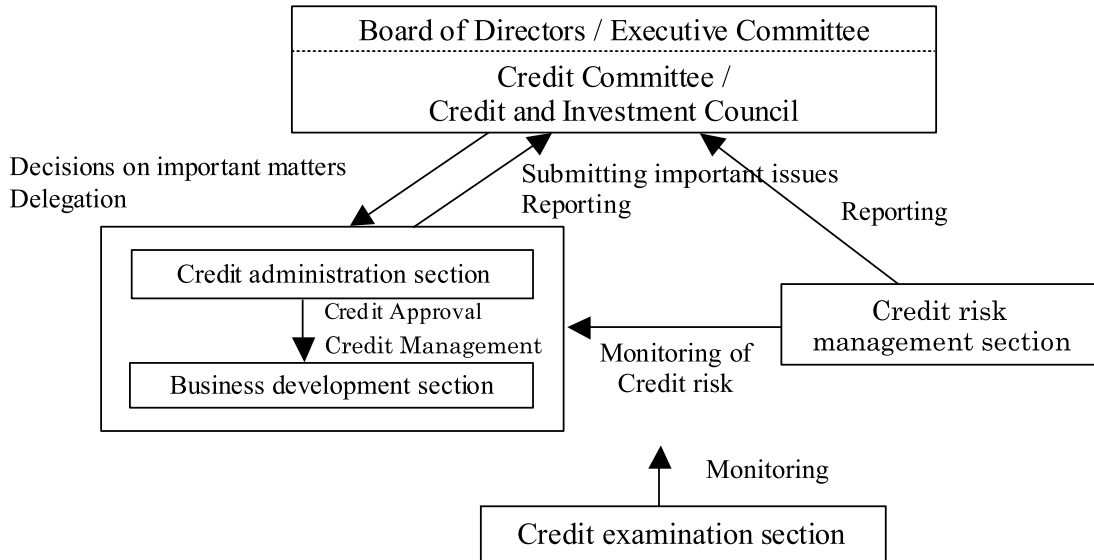 Board of Directors / Executive Committee
Credit Committee /
Credit and Investment Council
Decisions on important matters
Delegation
Submitting important issues
Reporting
Reporting
Credit administration section
Credit Approval
Credit Management
Business development section
Credit risk
management section
Monitoring of
Credit risk
Monitoring
Credit examination section